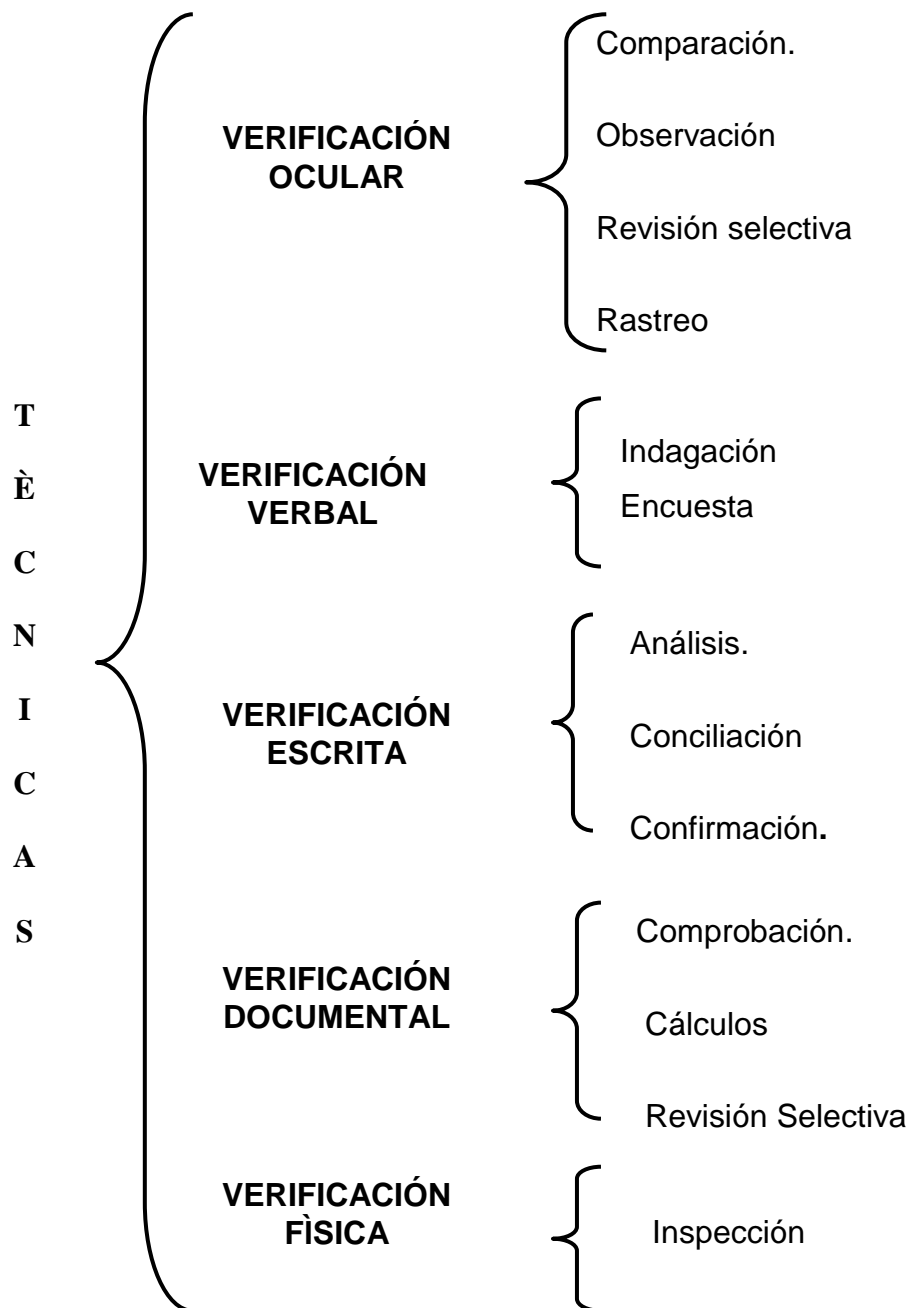 T
È
C
N
I
C
A
S
VERIFICACIÓN
OCULAR
Comparación.
Observación
Revisión selectiva
Rastreo
VERIFICACIÓN
VERBAL
Indagación
Encuesta
VERIFICACIÓN
ESCRITA
Análisis.
Conciliación
Confirmación.
VERIFICACIÓN
DOCUMENTAL
Comprobación.
Cálculos
Revisión Selectiva
VERIFICACIÓN
FÌSICA
Inspección